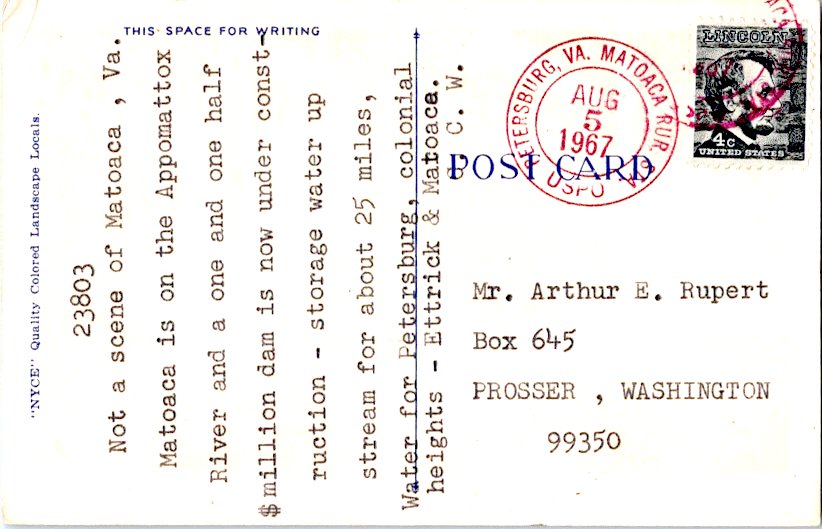 "NYCE" Quality Colored Landscape Locals.
THIS SPACE FOR WRITING
23803
Not a scene of Matoaca , Va.
Matoaca is on the Appomattox
River and a one and one half
$million dam is now under const-
ruction - storage water up
stream for about 25 miles,
Water for Petersburg, colonial
heights - Ettrick & Matoaca.
C. W.
POST CARD
PETERSBURG, VA. MATOACA RUR. STA.
AUG
5
1967
USPO
LINCOLN
4c
UNITED STATES
Mr. Arthur E. Rupert
Box 645
PROSSER , WASHINGTON
99350